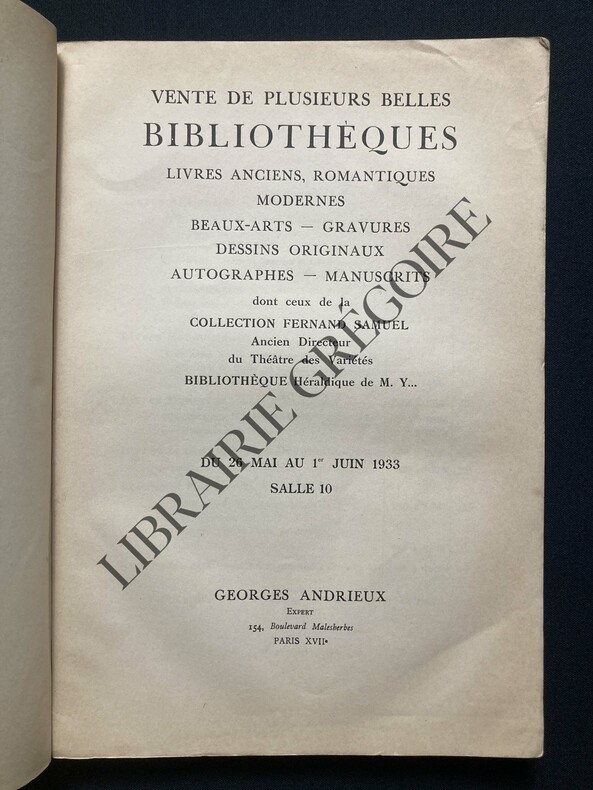 VENTE DE PLUSIEURS BELLES
BIBLIOTHÈQUES
LIVRES ANCIENS, ROMANTIQUES
MODERNES
BEAUX-ARTS — GRAVURES
DESSINS ORIGINAUX
AUTOGRAPHES — MANUSCRITS
dont ceux de la
COLLECTION FERNAND SAMUEL
Ancien Directeur
du Théâtre des Variétés
BIBLIOTHÈQUE Héraldique de M. Y...
DU 26 MAI AU 1er JUIN 1933
SALLE 10
GEORGES ANDRIEUX
EXPERT
154, Boulevard Malesherbes
PARIS XVIIe
LIBRAIRIE GRÉGOIRE